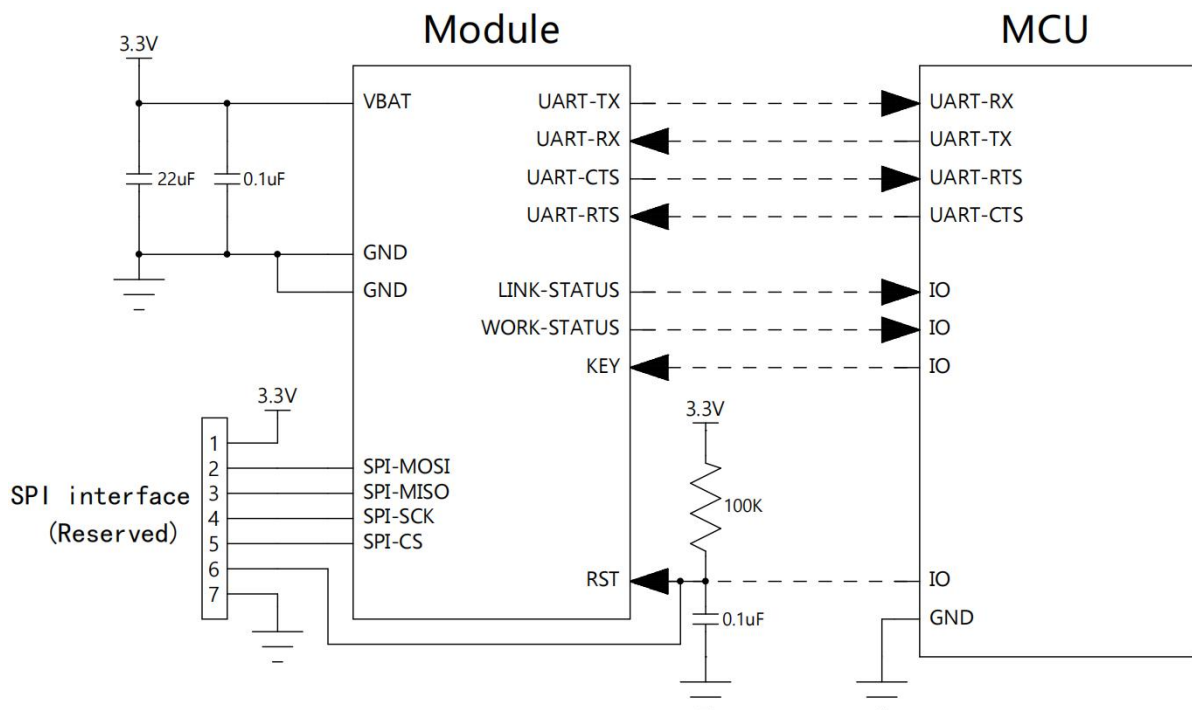 Module
MCU
3.3V
VBAT
22uF
0.1uF
GND
GND
UART-TX
UART-RX
UART-CTS
UART-RTS
LINK-STATUS
WORK-STATUS
KEY
UART-RX
UART-TX
UART-RTS
UART-CTS
IO
IO
IO
3.3V
1
2
3
4
5
6
7
SPI interface
(Reserved)
SPI-MOSI
SPI-MISO
SPI-SCK
SPI-CS
3.3V
100K
RST
0.1uF
IO
GND